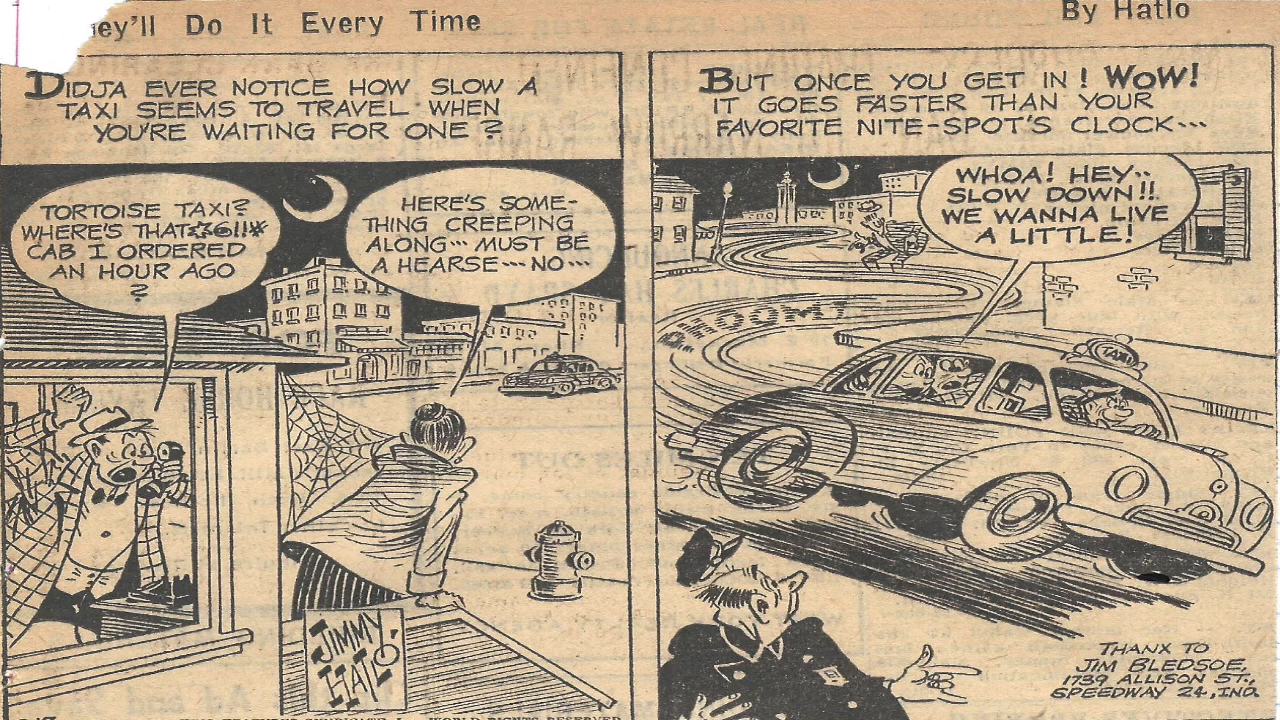 ey'll Do It Every Time
By Hatlo
DIDJA EVER NOTICE HOW SLOW A
TAXI SEEMS TO TRAVEL WHEN
YOU'RE WAITING FOR ONE?
TORTOISE TAXI?
WHERE'S THAT
CAB I ORDERED
AN HOUR AGO
?
HERE'S SOME-
THING CREEPING
ALONG... MUST BE
A HEARSE... NO...
JIMMY
HATLO
BUT ONCE YOU GET IN! WOW!
IT GOES FASTER THAN YOUR
FAVORITE NITE-SPOT'S CLOCK...
WHOA! HEY..
SLOW DOWN!!
WE WANNA LIVE
A LITTLE!
ZOOM
TAXI
THANX TO
JIM BLEDSOE,
1739 ALLISON ST.,
SPEEDWAY 24, IND.
WORLD RIGHTS RESERVED